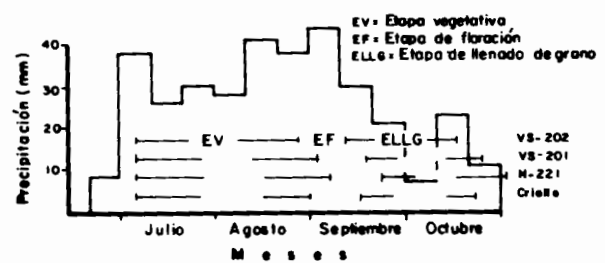 EV= Etapa vegetativa
EF= Etapa de floración
ELLG= Etapa de llenado de grano
Precipitación (mm)
40
30
20
10
EV EF ELLG VS-202
VS-201
H-221
Criollo
Julio Agosto Septiembre Octubre
Meses